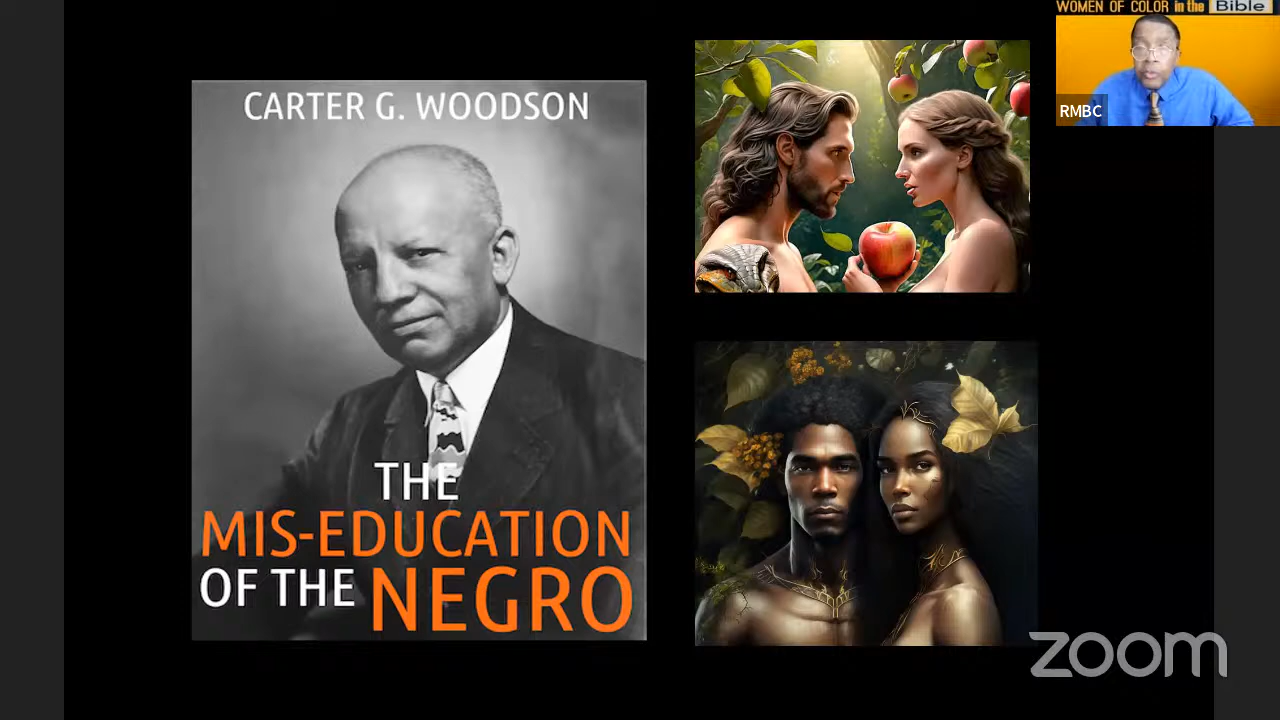 CARTER G. WOODSON
THE
MIS-EDUCATION
OF THE NEGRO
WOMEN OF COLOR in the Bible
RMBC
zoom